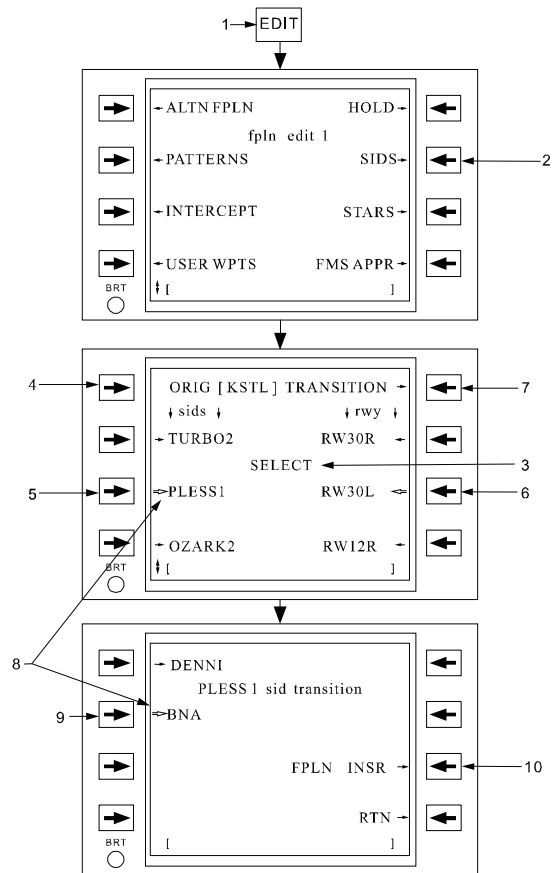 1 EDIT
← ALTN FPLN HOLD →
fpln edit 1
← PATTERNS SIDS → 2
← INTERCEPT STARS →
← USER WPTS FMS APPR →
BRT
[ ]
4 ORIG [ KSTL ] TRANSITION → 7
↓ sids ↓ ↓ rwy ↓
→ TURBO2 RW30R ←
SELECT 3
5 ⇨ PLESS1 RW30L ⇦ 6
→ OZARK2 RW12R ←
BRT
[ ]
8
→ DENNI
PLESS 1 sid transition
9 ⇨ BNA
FPLN INSR → 10
RTN →
BRT
[ ]